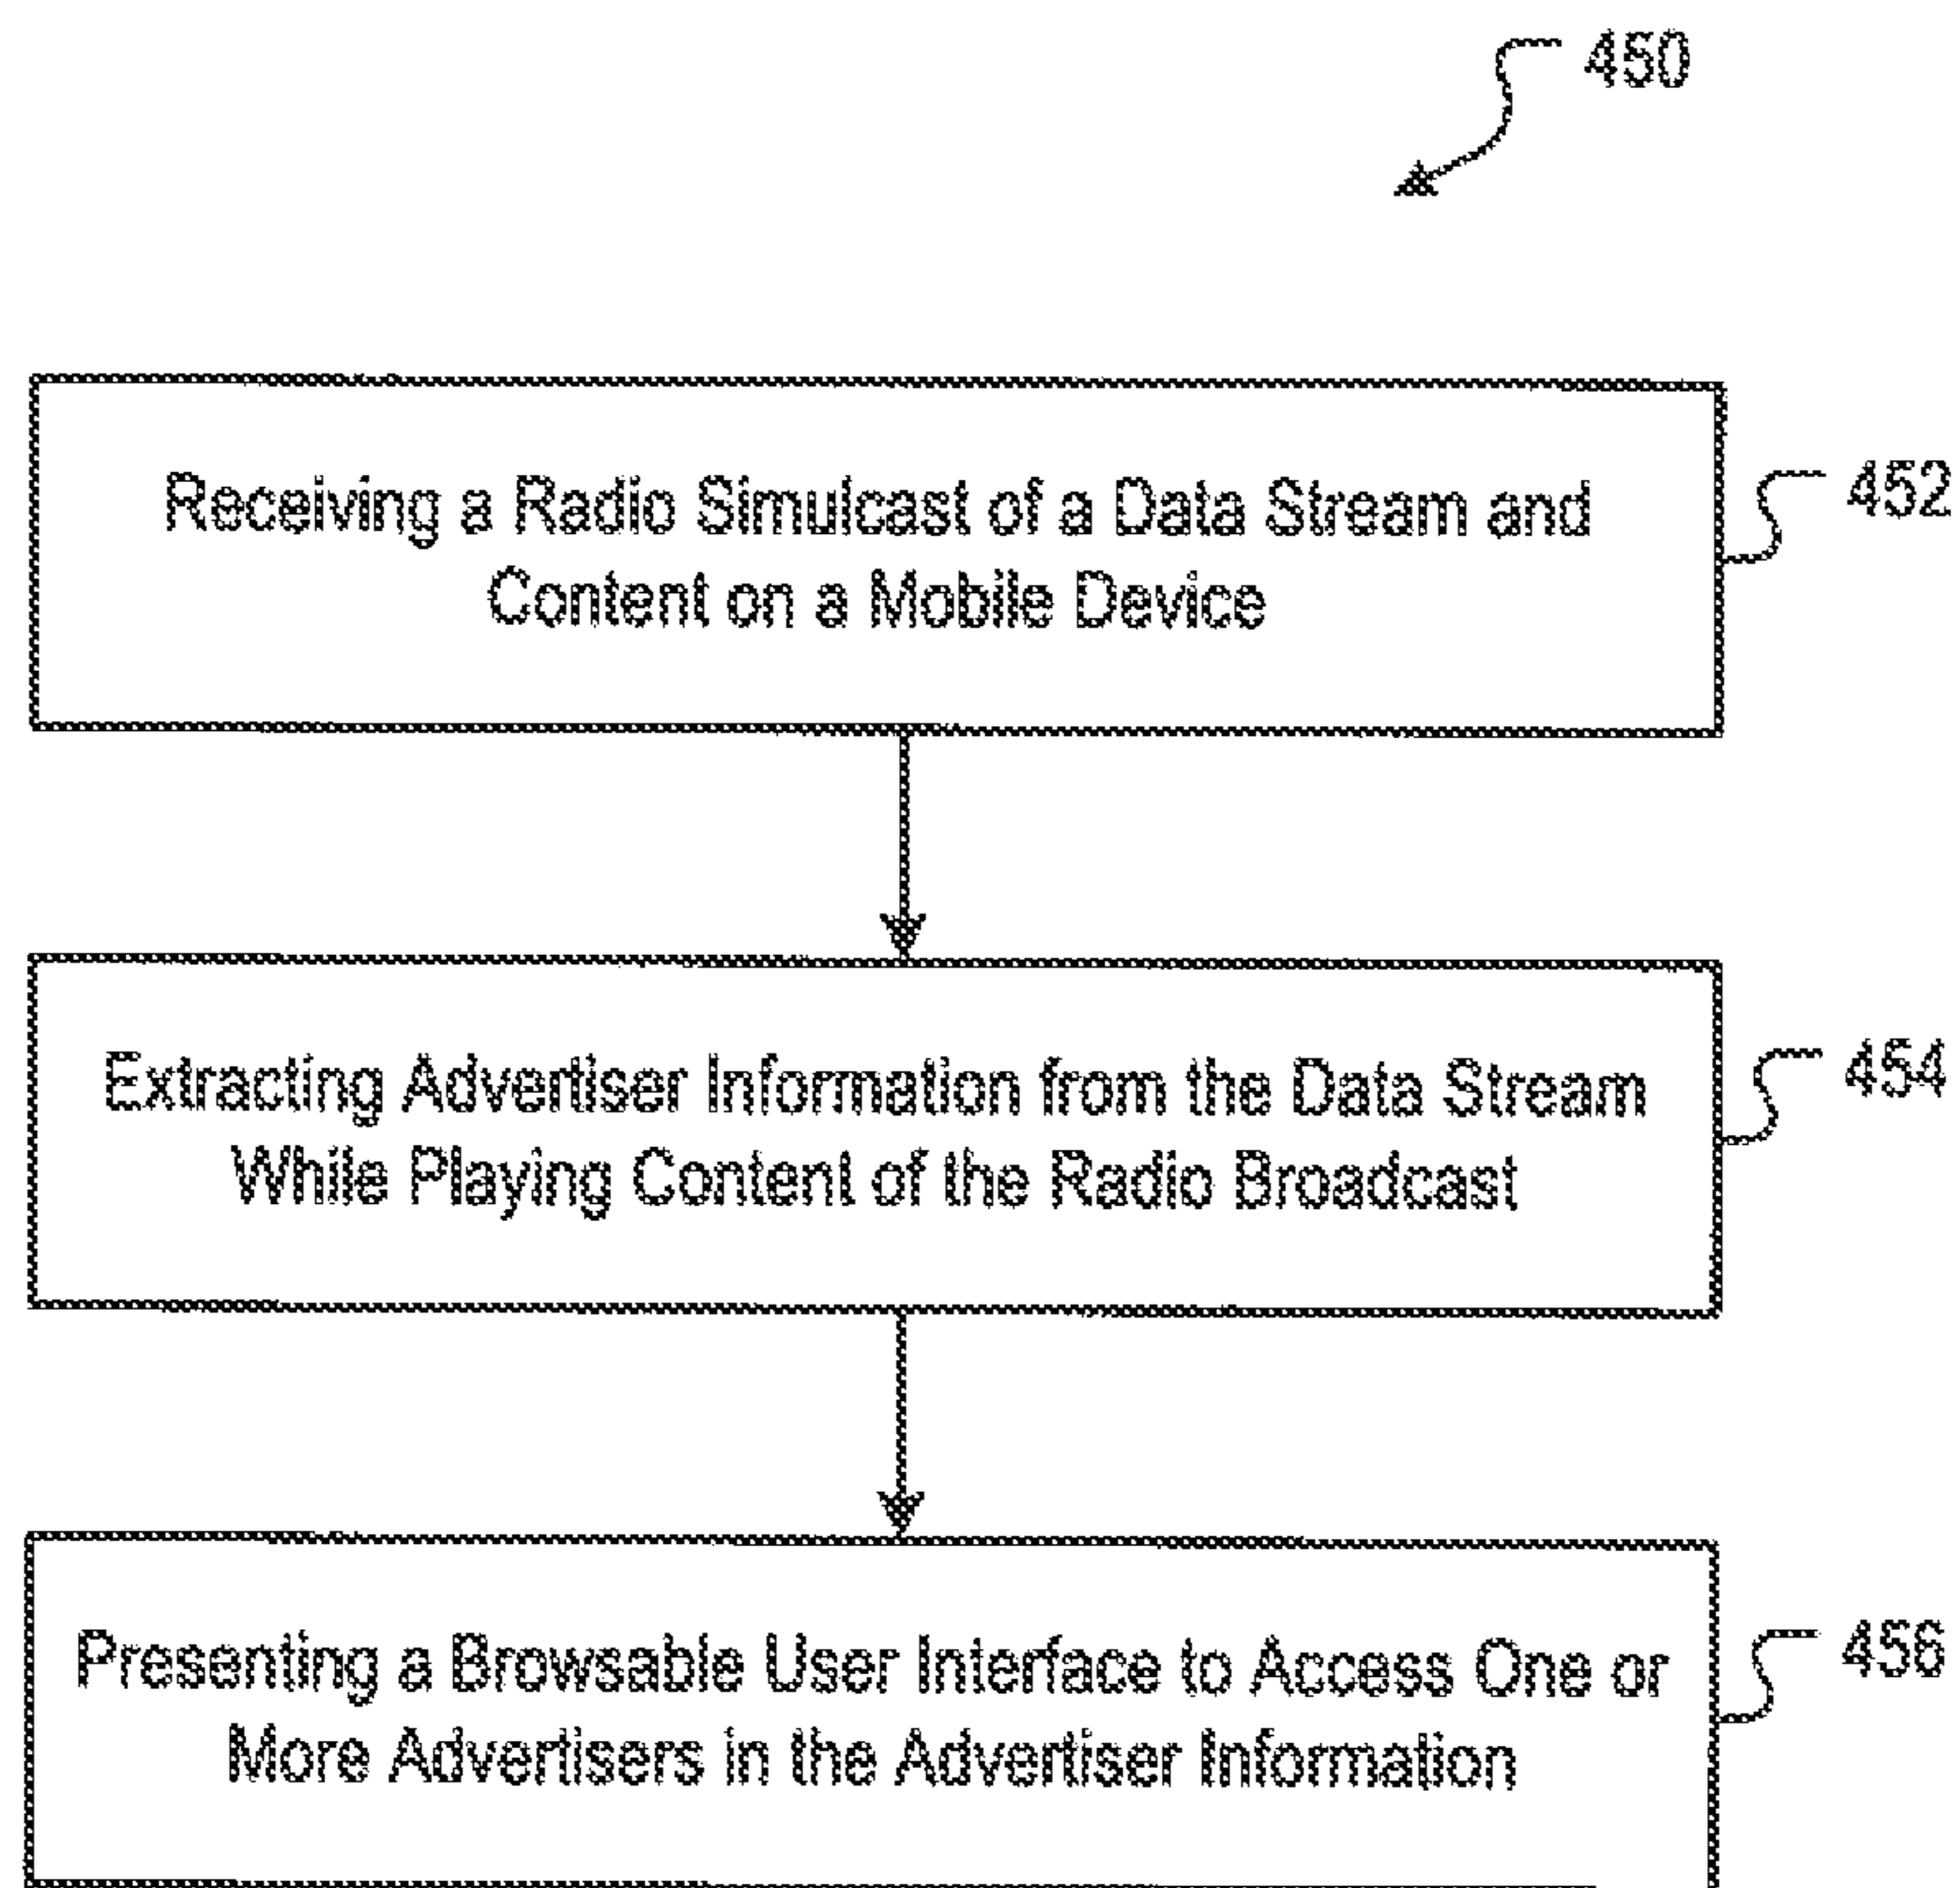 450
Receiving a Radio Simulcast of a Data Stream and
Content on a Mobile Device
452
Extracting Advertiser Information from the Data Stream
While Playing Content of the Radio Broadcast
454
Presenting a Browsable User Interface to Access One or
More Advertisers in the Advertiser Information
456